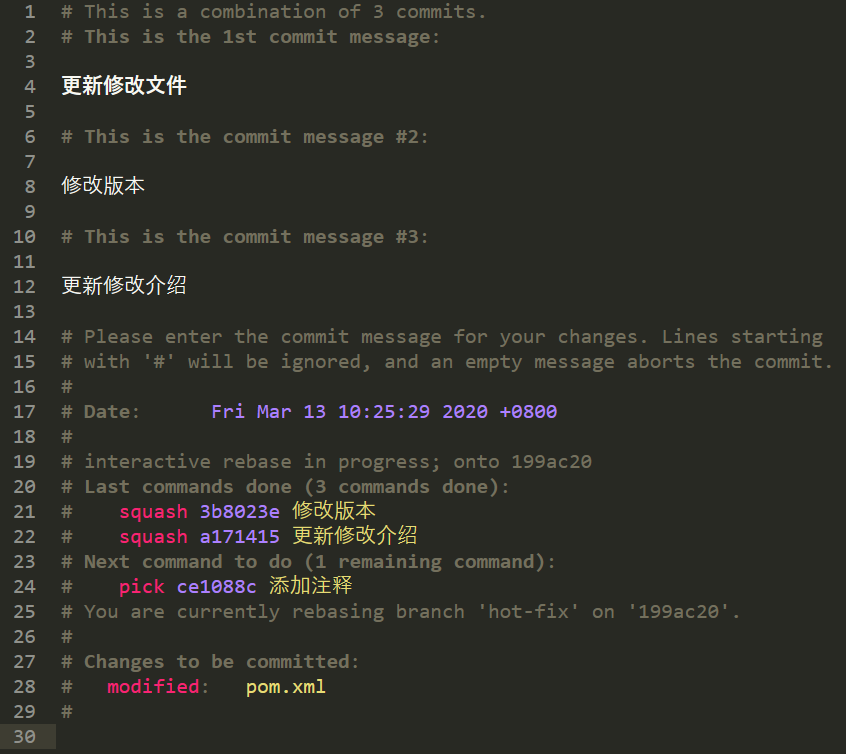 1 # This is a combination of 3 commits.
2 # This is the 1st commit message:
3
4 更新修改文件
5
6 # This is the commit message #2:
7
8 修改版本
9
10 # This is the commit message #3:
11
12 更新修改介绍
13
14 # Please enter the commit message for your changes. Lines starting
15 # with '#' will be ignored, and an empty message aborts the commit.
16 #
17 # Date:      Fri Mar 13 10:25:29 2020 +0800
18 #
19 # interactive rebase in progress; onto 199ac20
20 # Last commands done (3 commands done):
21 #    squash 3b8023e 修改版本
22 #    squash a171415 更新修改介绍
23 # Next command to do (1 remaining command):
24 #    pick ce1088c 添加注释
25 # You are currently rebasing branch 'hot-fix' on '199ac20'.
26 #
27 # Changes to be committed:
28 #   modified:   pom.xml
29 #
30